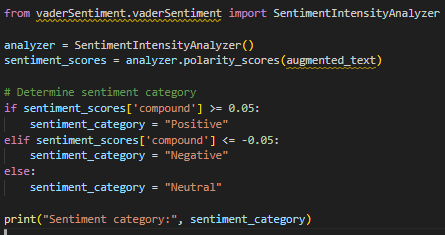 from vaderSentiment.vaderSentiment import SentimentIntensityAnalyzer

analyzer = SentimentIntensityAnalyzer()
sentiment_scores = analyzer.polarity_scores(augmented_text)

# Determine sentiment category
if sentiment_scores['compound'] >= 0.05:
    sentiment_category = "Positive"
elif sentiment_scores['compound'] <= -0.05:
    sentiment_category = "Negative"
else:
    sentiment_category = "Neutral"

print("Sentiment category:", sentiment_category)